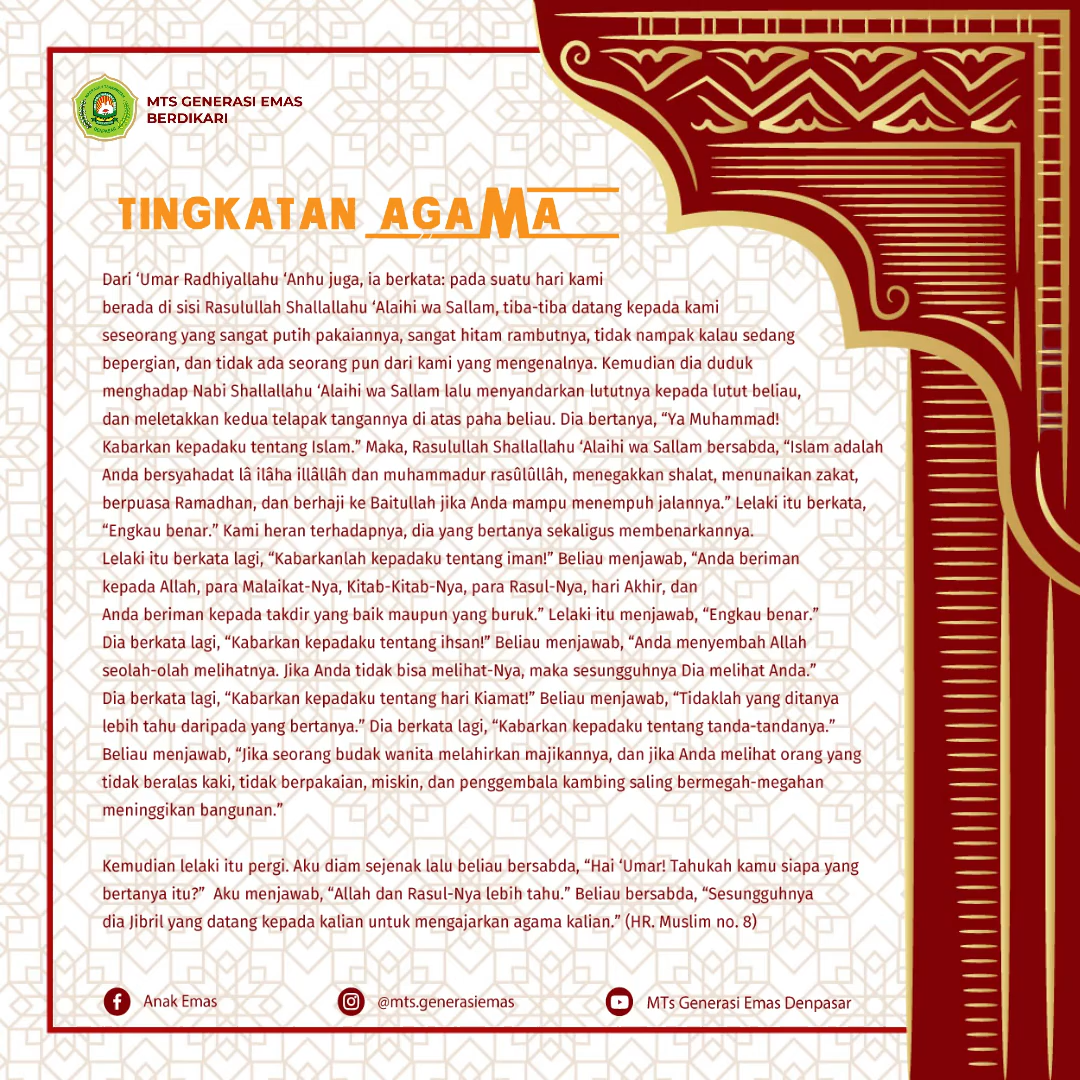 MTS GENERASI EMAS
BERDIKARI
TINGKATAN AGAMA
Dari ‘Umar Radhiyallahu ‘Anhu juga, ia berkata: pada suatu hari kami
berada di sisi Rasulullah Shallallahu ‘Alaihi wa Sallam, tiba-tiba datang kepada kami
seseorang yang sangat putih pakaiannya, sangat hitam rambutnya, tidak nampak kalau sedang
bepergian, dan tidak ada seorang pun dari kami yang mengenalnya. Kemudian dia duduk
menghadap Nabi Shallallahu ‘Alaihi wa Sallam lalu menyandarkan lututnya kepada lutut beliau,
dan meletakkan kedua telapak tangannya di atas paha beliau. Dia bertanya, “Ya Muhammad!
Kabarkan kepadaku tentang Islam.” Maka, Rasulullah Shallallahu ‘Alaihi wa Sallam bersabda, “Islam adalah
Anda bersyahadat lâ ilâha illâllâh dan muhammadur rasûlûllâh, menegakkan shalat, menunaikan zakat,
berpuasa Ramadhan, dan berhaji ke Baitullah jika Anda mampu menempuh jalannya.” Lelaki itu berkata,
“Engkau benar.” Kami heran terhadapnya, dia yang bertanya sekaligus membenarkannya.
Lelaki itu berkata lagi, “Kabarkanlah kepadaku tentang iman!” Beliau menjawab, “Anda beriman
kepada Allah, para Malaikat-Nya, Kitab-Kitab-Nya, para Rasul-Nya, hari Akhir, dan
Anda beriman kepada takdir yang baik maupun yang buruk.” Lelaki itu menjawab, “Engkau benar.”
Dia berkata lagi, “Kabarkan kepadaku tentang ihsan!” Beliau menjawab, “Anda menyembah Allah
seolah-olah melihatnya. Jika Anda tidak bisa melihat-Nya, maka sesungguhnya Dia melihat Anda.”
Dia berkata lagi, “Kabarkan kepadaku tentang hari Kiamat!” Beliau menjawab, “Tidaklah yang ditanya
lebih tahu daripada yang bertanya.” Dia berkata lagi, “Kabarkan kepadaku tentang tanda-tandanya.”
Beliau menjawab, “Jika seorang budak wanita melahirkan majikannya, dan jika Anda melihat orang yang
tidak beralas kaki, tidak berpakaian, miskin, dan penggembala kambing saling bermegah-megahan
meninggikan bangunan.”
Kemudian lelaki itu pergi. Aku diam sejenak lalu beliau bersabda, “Hai ‘Umar! Tahukah kamu siapa yang
bertanya itu?” Aku menjawab, “Allah dan Rasul-Nya lebih tahu.” Beliau bersabda, “Sesungguhnya
dia Jibril yang datang kepada kalian untuk mengajarkan agama kalian.” (HR. Muslim no. 8)
Anak Emas
@mts.generasiemas
MTs Generasi Emas Denpasar